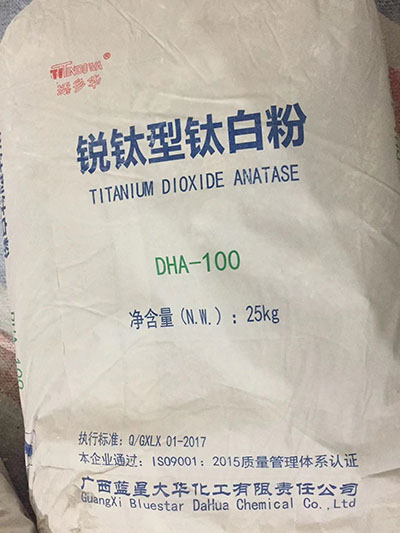 TiTANDOVA®
锐钛型钛白粉
TITANIUM DIOXIDE ANATASE
DHA-100
净含量(N.W.): 25kg
执行标准: Q/GXLX 01-2017
本企业通过: ISO9001: 2015质量管理体系认证
广西蓝星大华化工有限责任公司
GuangXi Bluestar DaHua Chemical Co.,Ltd
DHA-100